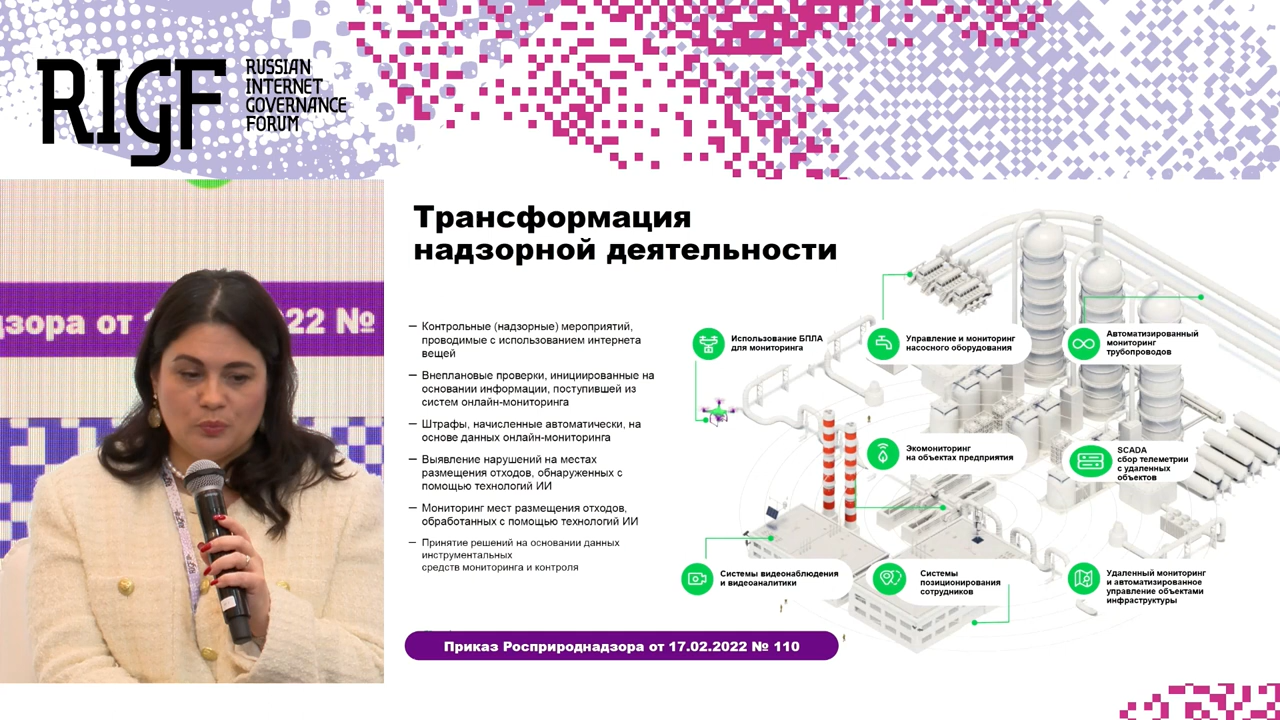 RIGF
RUSSIAN
INTERNET
GOVERNANCE
FORUM
зора от
22 №
Трансформация
надзорной деятельности
— Контрольные (надзорные) мероприятий,
проводимые с использованием интернета
вещей
— Внеплановые проверки, инициированные на
основании информации, поступившей из
систем онлайн-мониторинга
— Штрафы, начисленные автоматически, на
основе данных онлайн-мониторинга
— Выявление нарушений на местах
размещения отходов, обнаруженных с
помощью технологий ИИ
— Мониторинг мест размещения отходов,
обработанных с помощью технологий ИИ
— Принятие решений на основании данных
инструментальных
средств мониторинга и контроля
Приказ Росприроднадзора от 17.02.2022 № 110
Использование БПЛА
для мониторинга
Управление и мониторинг
насосного оборудования
Автоматизированный
мониторинг
трубопроводов
Экомониторинг
на объектах предприятия
SCADA
сбор телеметрии
с удаленных
объектов
Системы видеонаблюдения
и видеоаналитики
Системы
позиционирования
сотрудников
Удаленный мониторинг
и автоматизированное
управление объектами
инфраструктуры